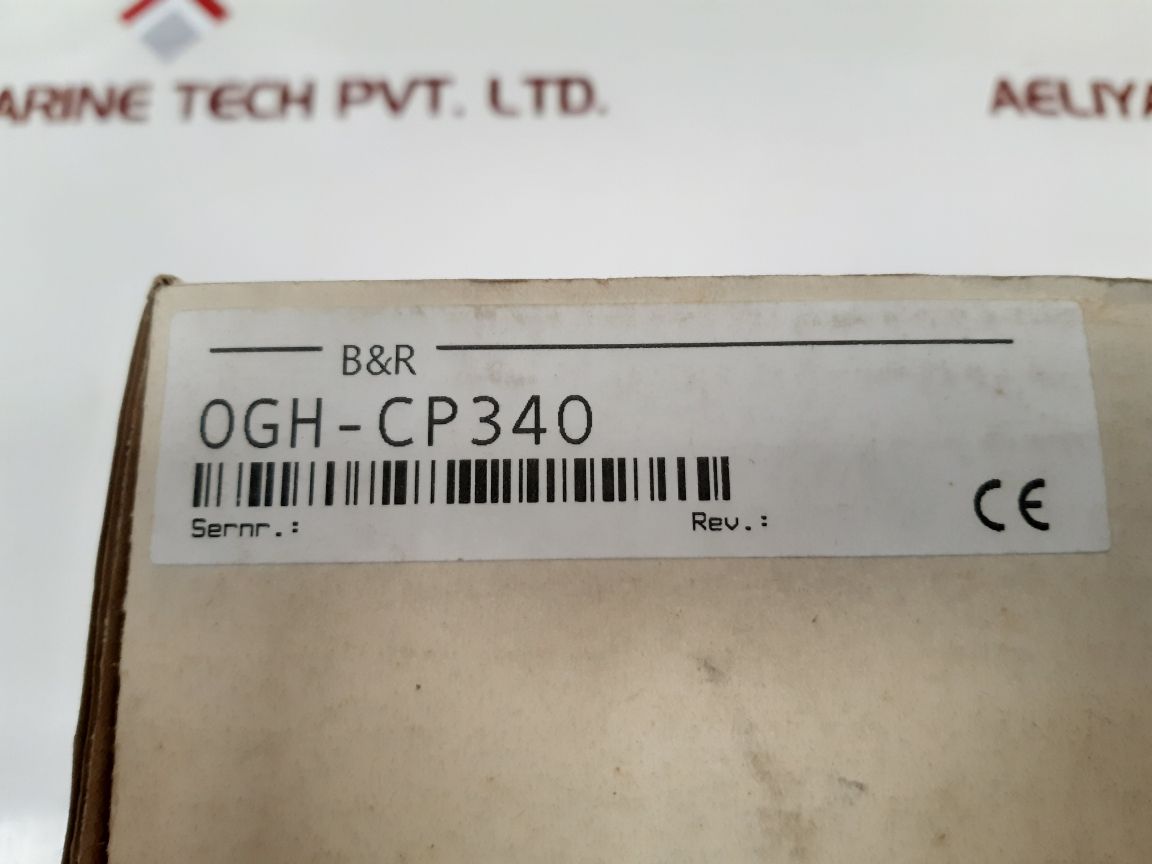 ARINE TECH PVT. LTD.
AELIYA
B&R
0GH-CP340
Sernr.:
Rev.:
CE